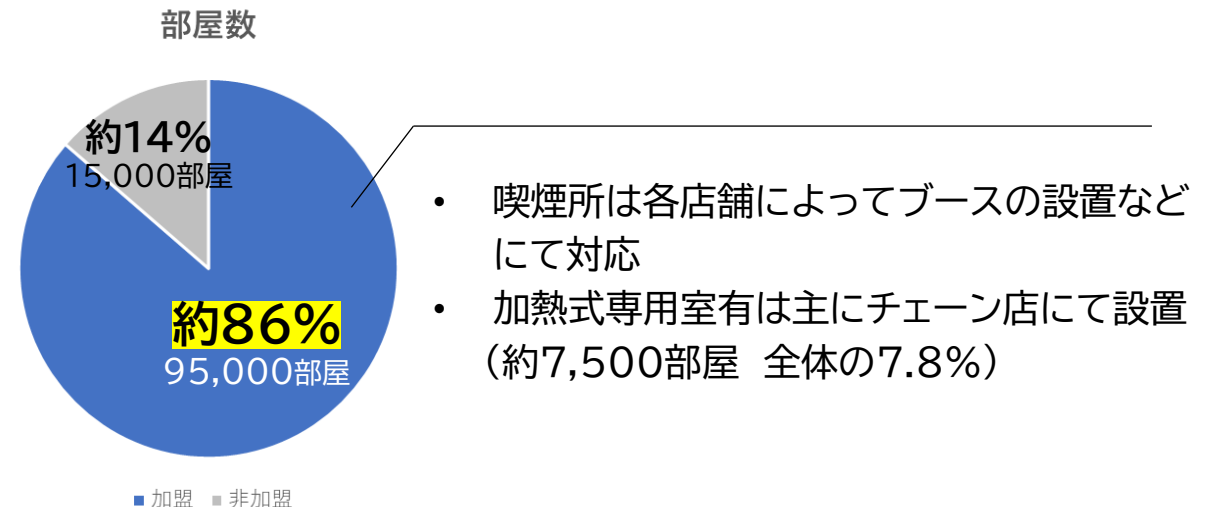 部屋数
約14%
15,000部屋
約86%
95,000部屋
■加盟 ■非加盟
• 喫煙所は各店舗によってブースの設置など
にて対応
• 加熱式専用室有は主にチェーン店にて設置
（約7,500部屋 全体の7.8%）